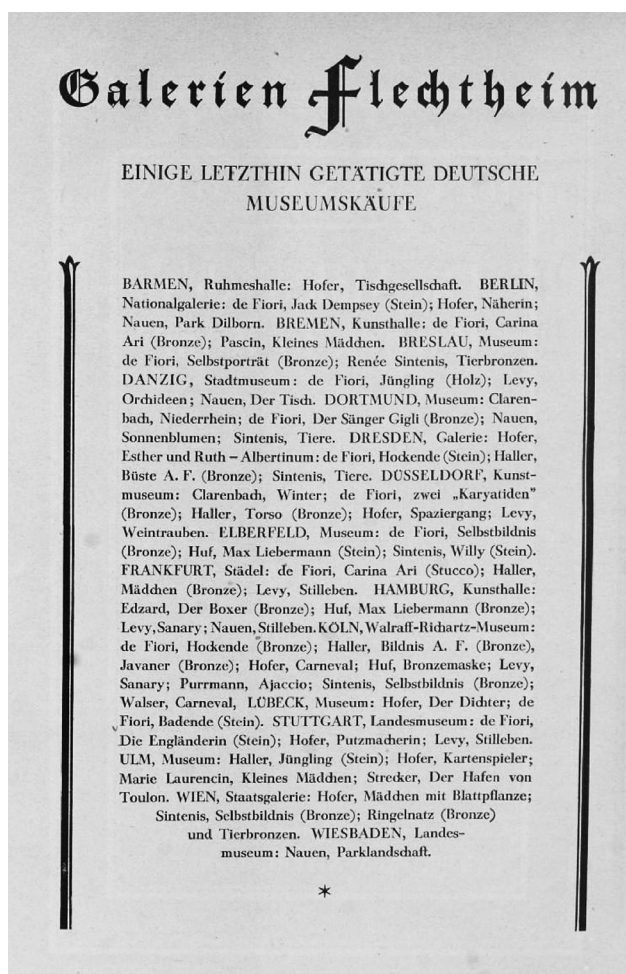 Galerien Flechtheim
EINIGE LETZTHIN GETÄTIGTE DEUTSCHE
MUSEUMSKÄUFE
BARMEN, Ruhmeshalle: Hofer, Tischgesellschaft. BERLIN,
Nationalgalerie: de Fiori, Jack Dempsey (Stein); Hofer, Näherin;
Nauen, Park Dilborn. BREMEN, Kunsthalle: de Fiori, Carina
Ari (Bronze); Pascin, Kleines Mädchen. BRESLAU, Museum:
de Fiori, Selbstporträt (Bronze); Renée Sintenis, Tierbronzen.
DANZIG, Stadtmuseum: de Fiori, Jüngling (Holz); Levy,
Orchideen; Nauen, Der Tisch. DORTMUND, Museum: Claren-
bach, Niederrhein; de Fiori, Der Sänger Gigli (Bronze); Nauen,
Sonnenblumen; Sintenis, Tiere. DRESDEN, Galerie: Hofer,
Esther und Ruth – Albertinum: de Fiori, Hockende (Stein); Haller,
Büste A. F. (Bronze); Sintenis, Tiere. DÜSSELDORF, Kunst-
museum: Clarenbach, Winter; de Fiori, zwei „Karyatiden”
(Bronze); Haller, Torso (Bronze); Hofer, Spaziergang; Levy,
Weintrauben. ELBERFELD, Museum: de Fiori, Selbstbildnis
(Bronze); Huf, Max Liebermann (Stein); Sintenis, Willy (Stein).
FRANKFURT, Städel: de Fiori, Carina Ari (Stucco); Haller,
Mädchen (Bronze); Levy, Stilleben. HAMBURG, Kunsthalle:
Edzard, Der Boxer (Bronze); Huf, Max Liebermann (Bronze);
Levy, Sanary; Nauen, Stilleben. KÖLN, Walraff-Richartz-Museum:
de Fiori, Hockende (Bronze); Haller, Bildnis A. F. (Bronze),
Javaner (Bronze); Hofer, Carneval; Huf, Bronzemaske; Levy,
Sanary; Purrmann, Ajaccio; Sintenis, Selbstbildnis (Bronze);
Walser, Carneval, LÜBECK, Museum: Hofer, Der Dichter; de
Fiori, Badende (Stein). STUTTGART, Landesmuseum: de Fiori,
Die Engländerin (Stein); Hofer, Putzmacherin; Levy, Stilleben.
ULM, Museum: Haller, Jüngling (Stein); Hofer, Kartenspieler;
Marie Laurencin, Kleines Mädchen; Strecker, Der Hafen von
Toulon. WIEN, Staatsgalerie: Hofer, Mädchen mit Blattpflanze;
Sintenis, Selbstbildnis (Bronze); Ringelnatz (Bronze)
und Tierbronzen. WIESBADEN, Landes-
museum: Nauen, Parklandschaft.